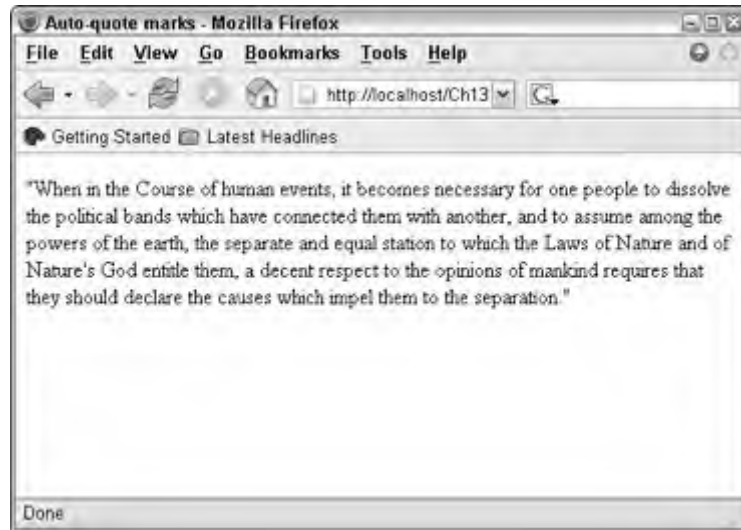 Auto-quote marks - Mozilla Firefox
File Edit View Go Bookmarks Tools Help
http://localhost/Ch13 G
Getting Started Latest Headlines
"When in the Course of human events, it becomes necessary for one people to dissolve
the political bands which have connected them with another, and to assume among the
powers of the earth, the separate and equal station to which the Laws of Nature and of
Nature's God entitle them, a decent respect to the opinions of mankind requires that
they should declare the causes which impel them to the separation."
Done